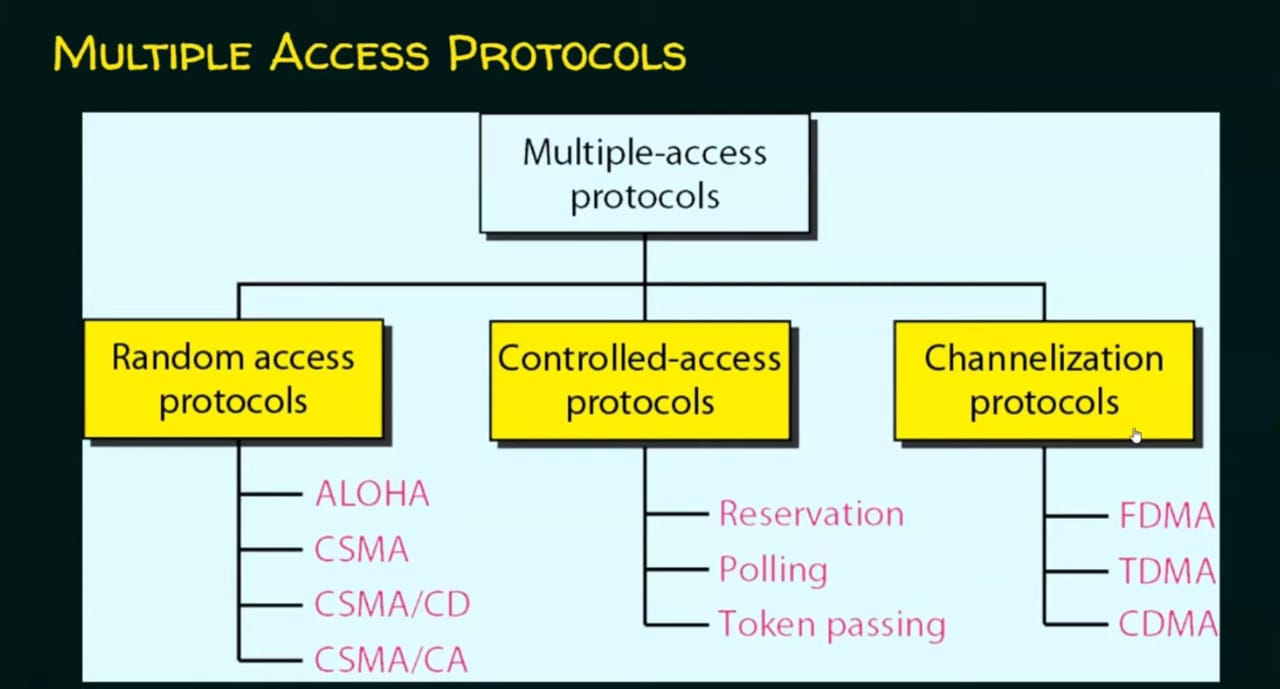 MULTIPLE ACCESS PROTOCOLS
Multiple-access
protocols
Random access
protocols
ALOHA
CSMA
CSMA/CD
CSMA/CA
Controlled-access
protocols
Reservation
Polling
Token passing
Channelization
protocols
FDMA
TDMA
CDMA